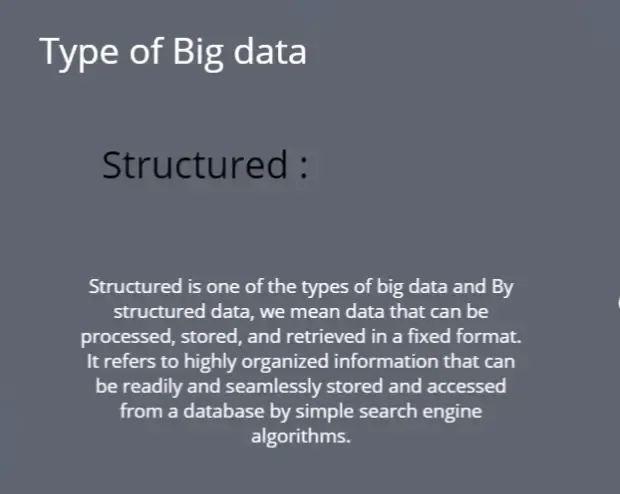 Type of Big data
Structured :
Structured is one of the types of big data and By
structured data, we mean data that can be
processed, stored, and retrieved in a fixed format.
It refers to highly organized information that can
be readily and seamlessly stored and accessed
from a database by simple search engine
algorithms.